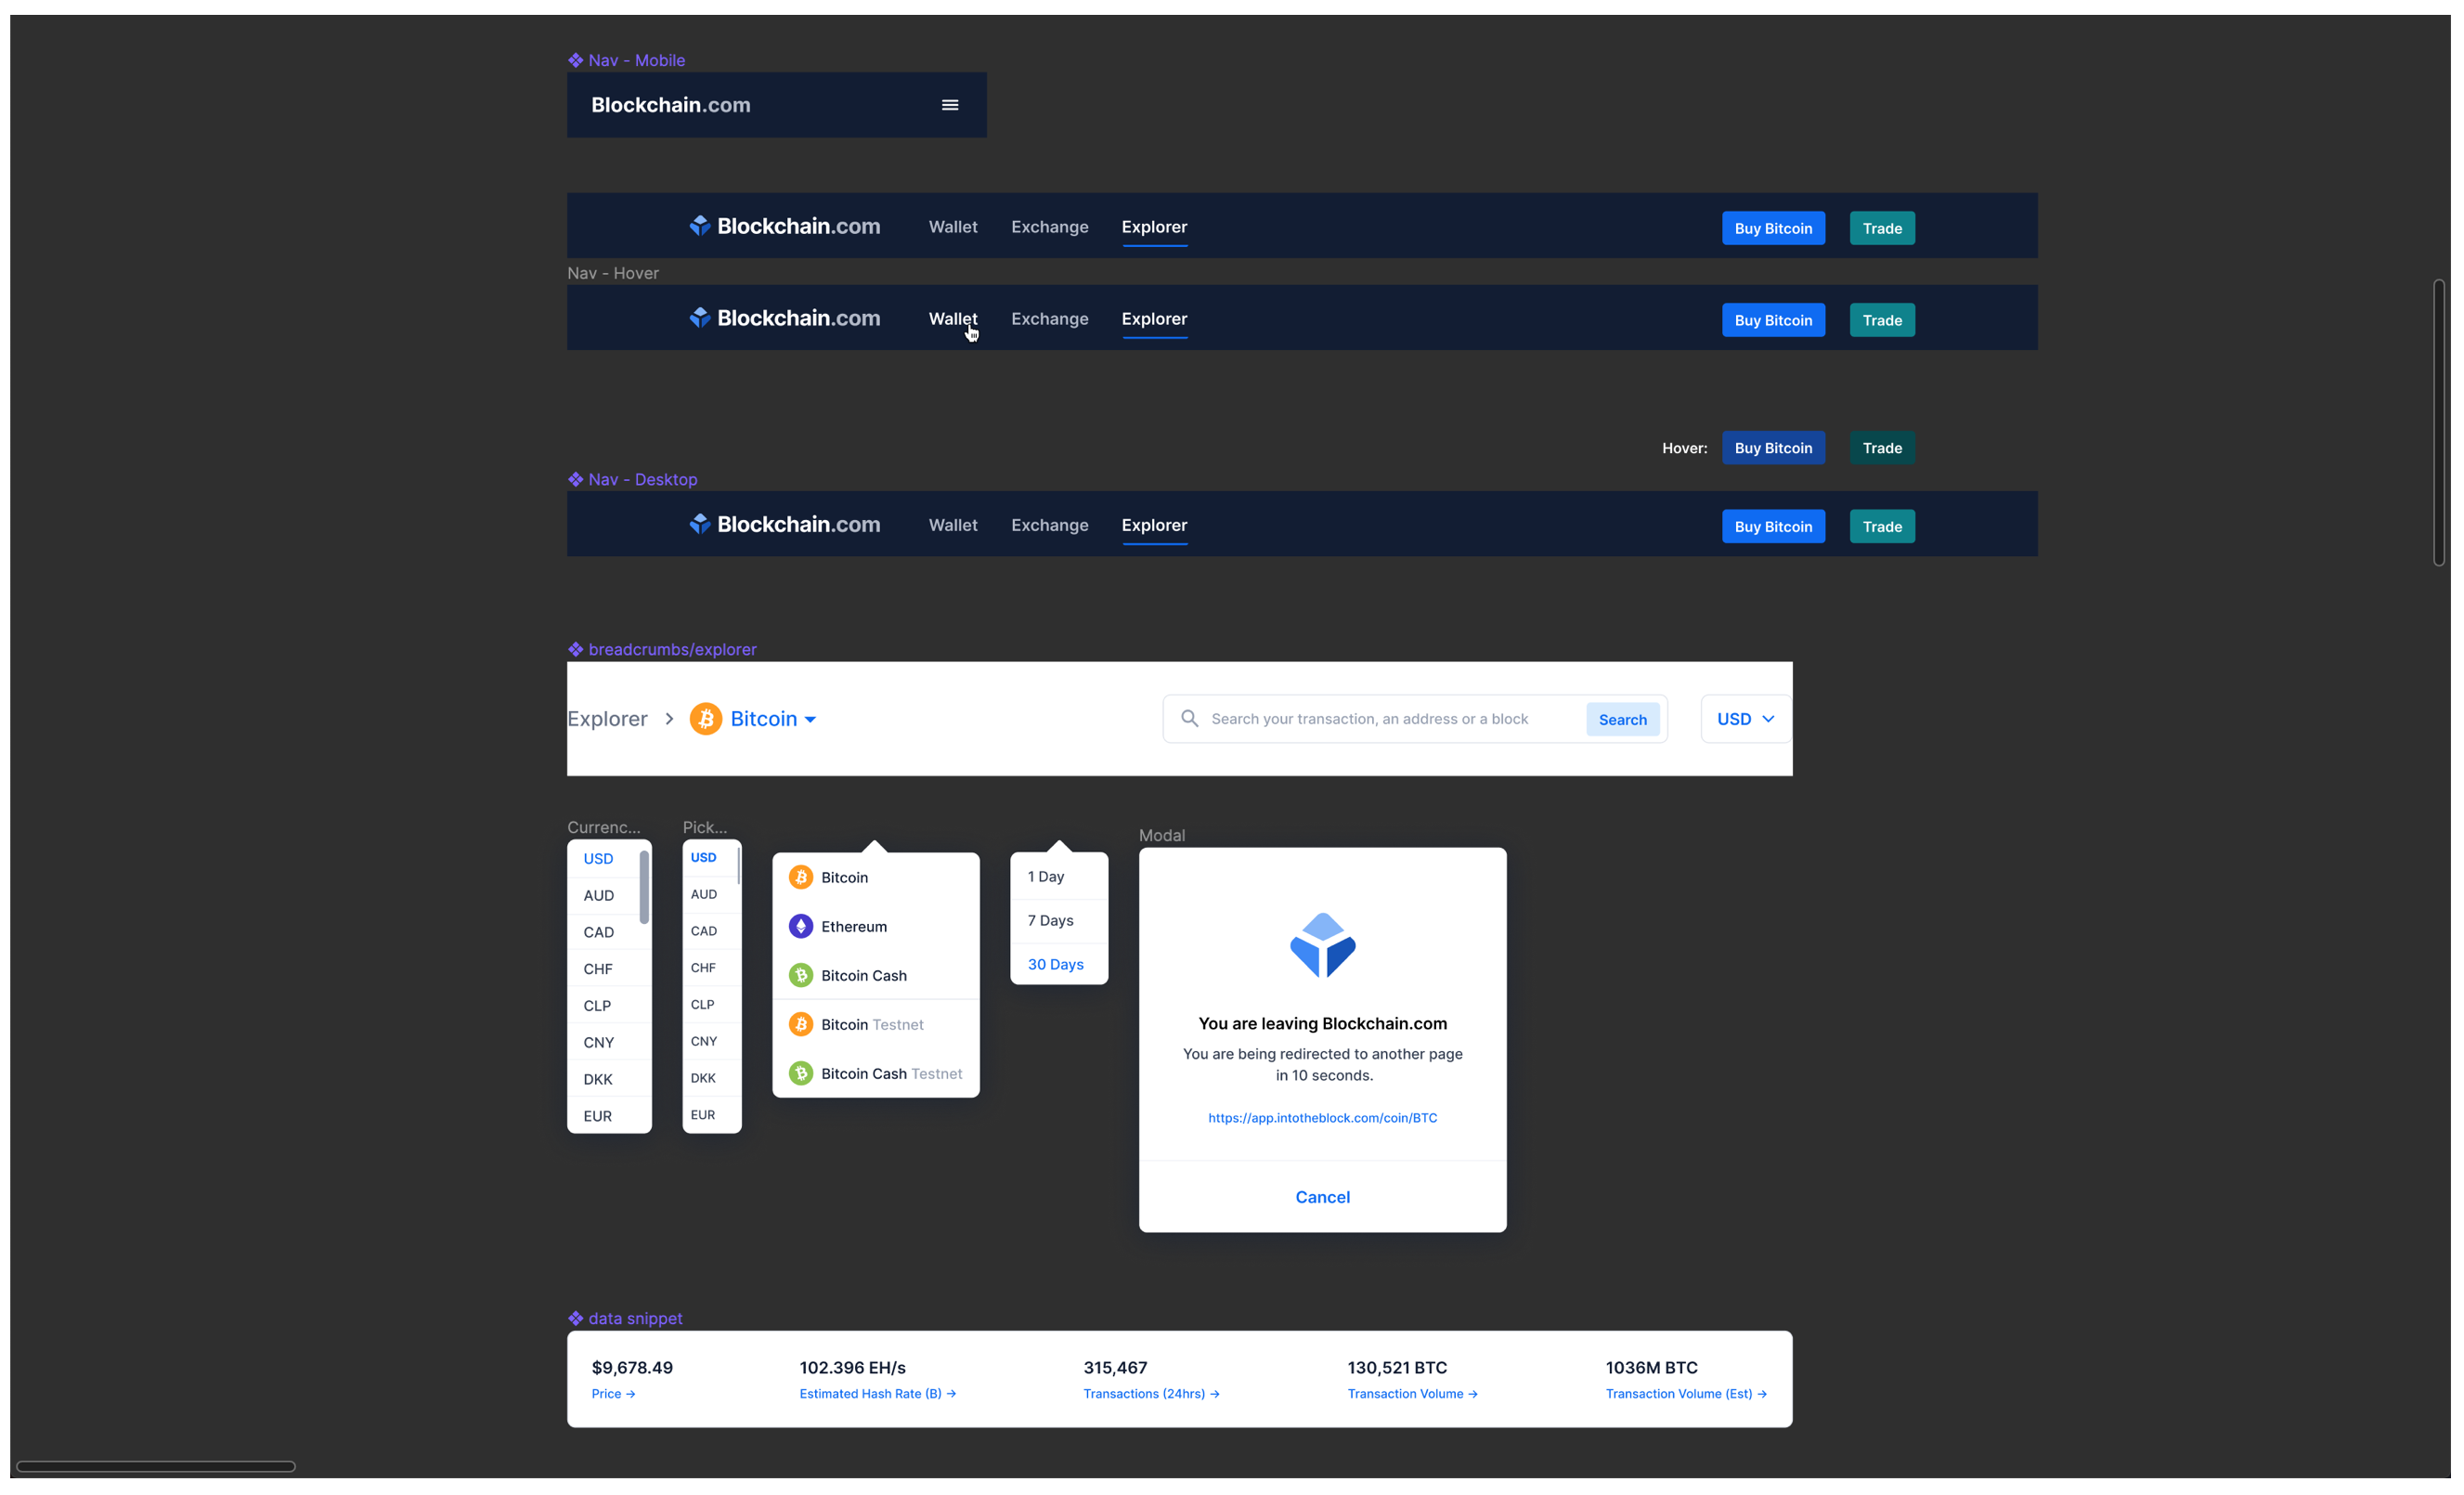 Nav - Mobile
Blockchain.com
Blockchain.com Wallet Exchange Explorer Buy Bitcoin Trade
Nav - Hover
Blockchain.com Wallet Exchange Explorer Buy Bitcoin Trade
Hover: Buy Bitcoin Trade
Nav - Desktop
Blockchain.com Wallet Exchange Explorer Buy Bitcoin Trade
breadcrumbs/explorer
Explorer > Bitcoin Search your transaction, an address or a block Search USD
Currenc...
USD
AUD
CAD
CHF
CLP
CNY
DKK
EUR
Pick...
USD
AUD
CAD
CHF
CLP
CNY
DKK
EUR
Bitcoin
Ethereum
Bitcoin Cash
Bitcoin Testnet
Bitcoin Cash Testnet
1 Day
7 Days
30 Days
Modal
You are leaving Blockchain.com
You are being redirected to another page
in 10 seconds.
https://app.intotheblock.com/coin/BTC
Cancel
data snippet
$9,678.49
Price →
102.396 EH/s
Estimated Hash Rate (B) →
315,467
Transactions (24hrs) →
130,521 BTC
Transaction Volume →
1036M BTC
Transaction Volume (Est) →